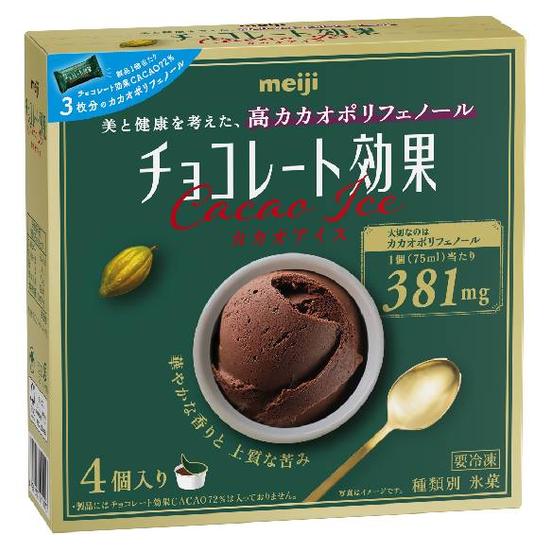 meiji
製品1個当たり
チョコレート効果CACAO72%
3枚分のカカオポリフェノール
美と健康を考えた、高カカオポリフェノール
チョコレート効果
Cacao Ice
カカオアイス
大切なのは
カカオポリフェノール
1個(75ml)当たり
381mg
華やかな香りと 上質な苦み
4個入り
・製品にはチョコレート効果CACAO72%は入っておりません。
写真はイメージです。
要冷凍
種類別 氷菓